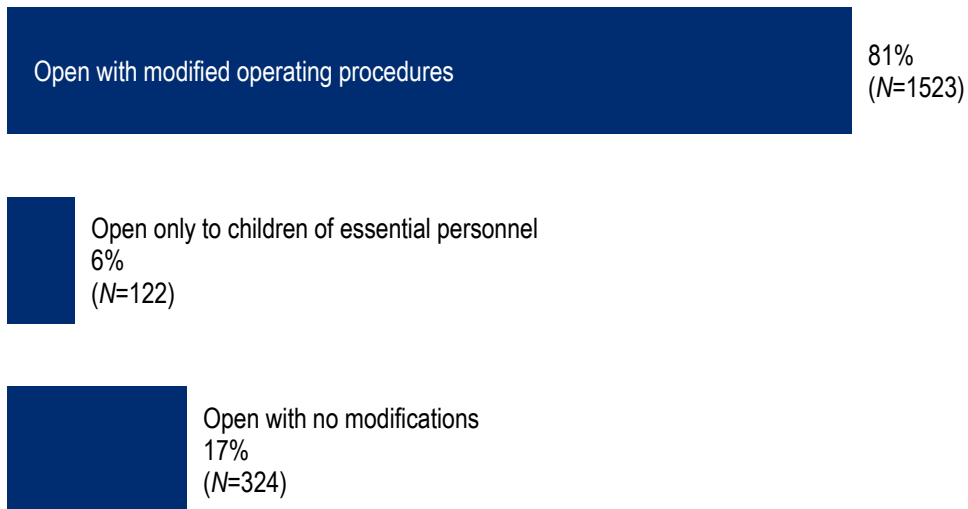 Open with modified operating procedures
81%
(N=1523)
Open only to children of essential personnel
6%
(N=122)
Open with no modifications
17%
(N=324)